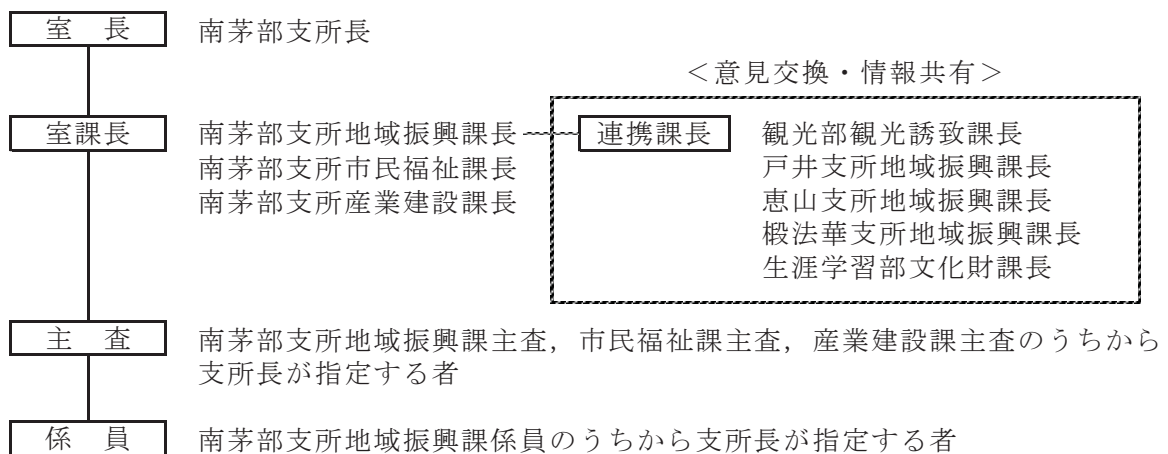 室　長　南茅部支所長
＜意見交換・情報共有＞
室課長　南茅部支所地域振興課長　連携課長　観光部観光誘致課長
南茅部支所市民福祉課長　戸井支所地域振興課長
南茅部支所産業建設課長　恵山支所地域振興課長
椴法華支所地域振興課長
生涯学習部文化財課長
主　査　南茅部支所地域振興課主査，市民福祉課主査，産業建設課主査のうちから
支所長が指定する者
係　員　南茅部支所地域振興課係員のうちから支所長が指定する者